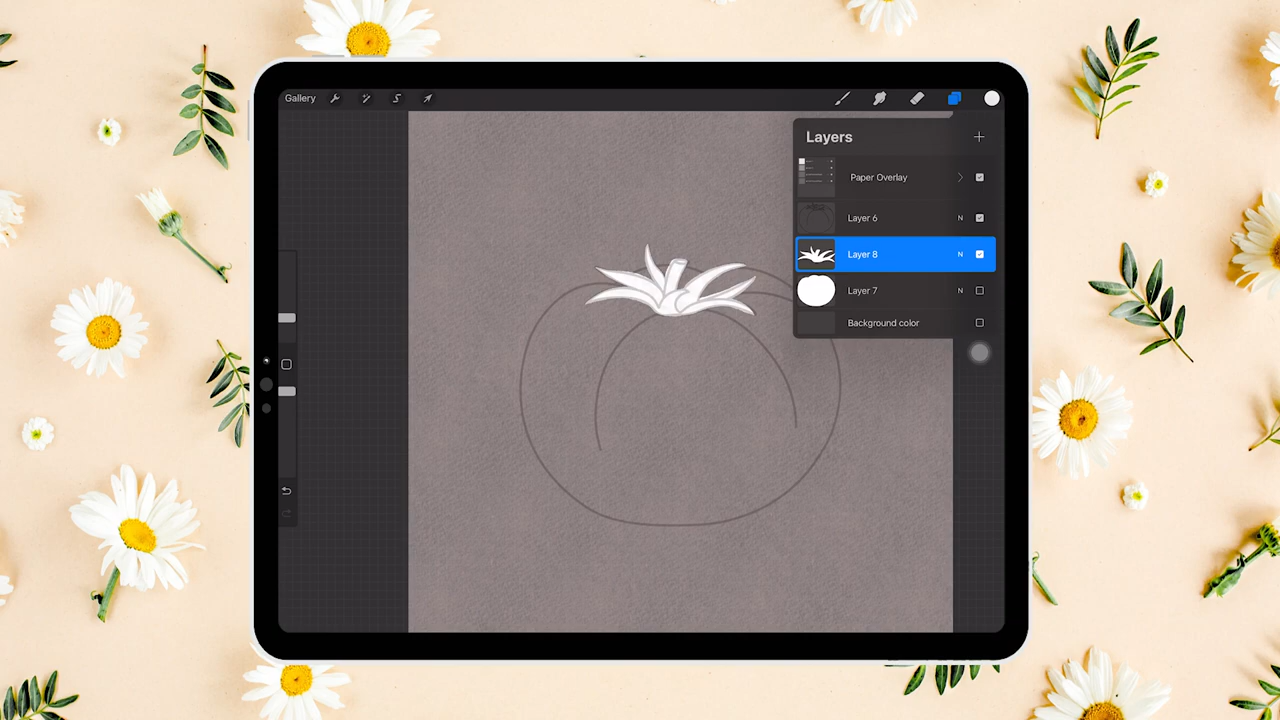 Gallery
Layers
Paper Overlay
Layer 6 N
Layer 8 N
Layer 7 N
Background color